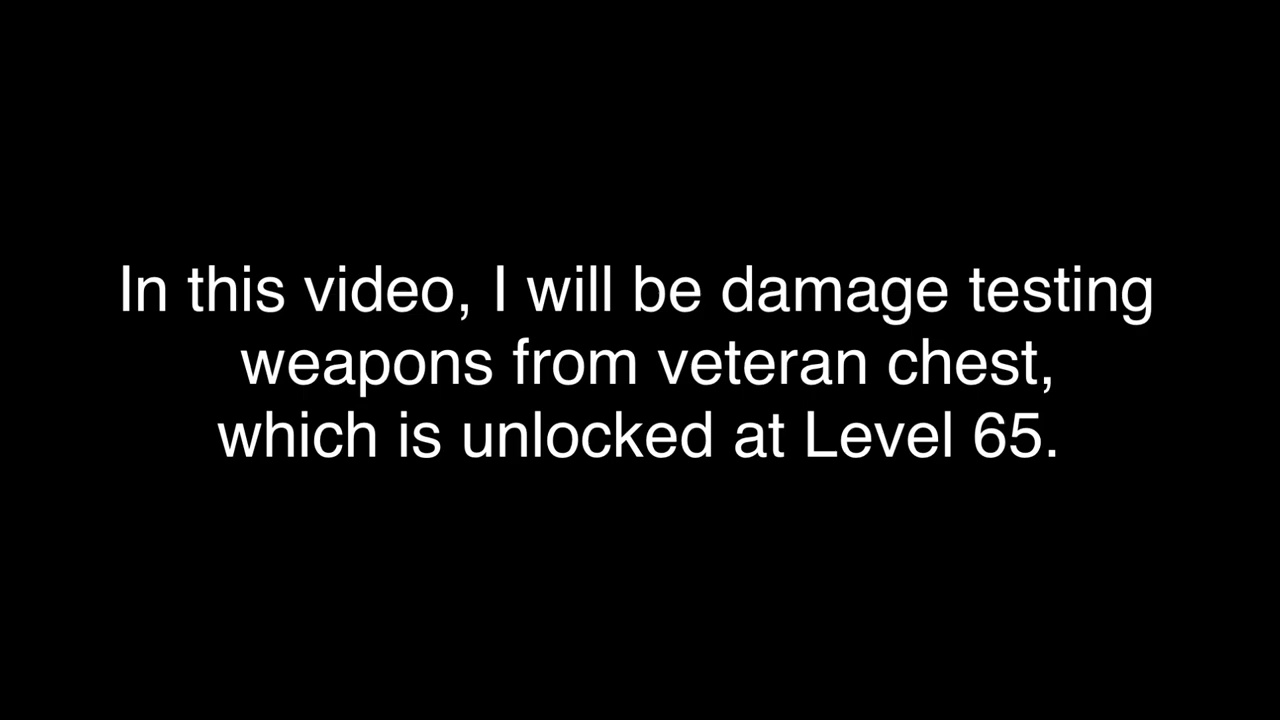 In this video, I will be damage testing
weapons from veteran chest,
which is unlocked at Level 65.